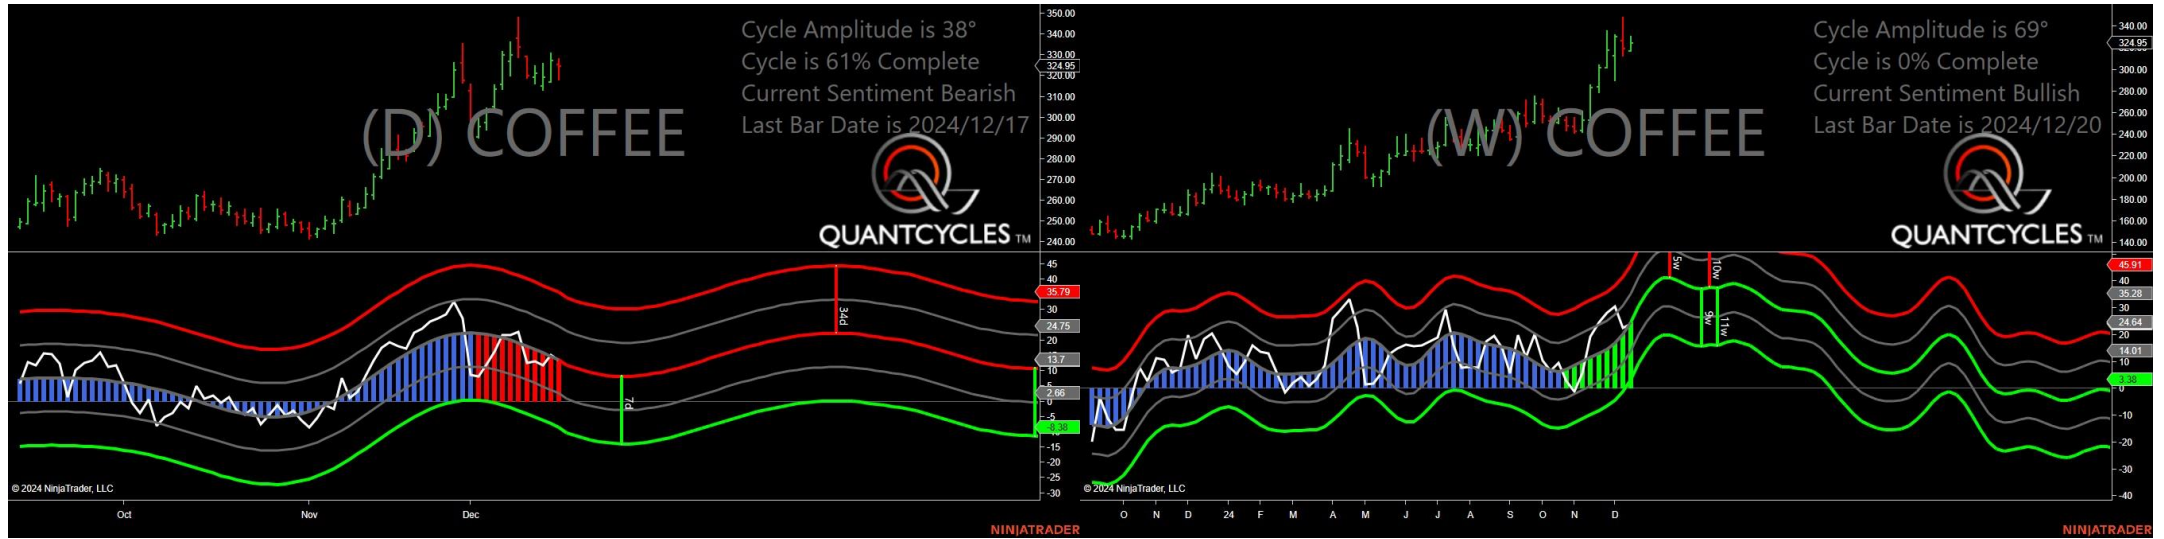 Cycle Amplitude is 38°
Cycle is 61% Complete
Current Sentiment Bearish
Last Bar Date is 2024/12/17
(D) COFFEE
QUANTCYCLES TM
350.00
340.00
330.00
324.95
320.00
310.00
300.00
290.00
280.00
270.00
260.00
250.00
240.00
45
35.79
30
24.75
20
13.7
10
5
2.66
0
-5
-8.38
-15
-20
-25
-30
34d
7d
© 2024 NinjaTrader, LLC
Oct
Nov
Dec
NINJATRADER
Cycle Amplitude is 69°
Cycle is 0% Complete
Current Sentiment Bullish
Last Bar Date is 2024/12/20
(W) COFFEE
QUANTCYCLES TM
340.00
324.95
300.00
280.00
260.00
240.00
220.00
200.00
180.00
160.00
140.00
45.91
40
35.28
30
24.64
20
14.01
10
3.38
0
-10
-20
-30
-40
5w
10w
9w
11w
© 2024 NinjaTrader, LLC
O
N
D
24
F
M
A
M
J
J
A
S
O
N
D
NINJATRADER